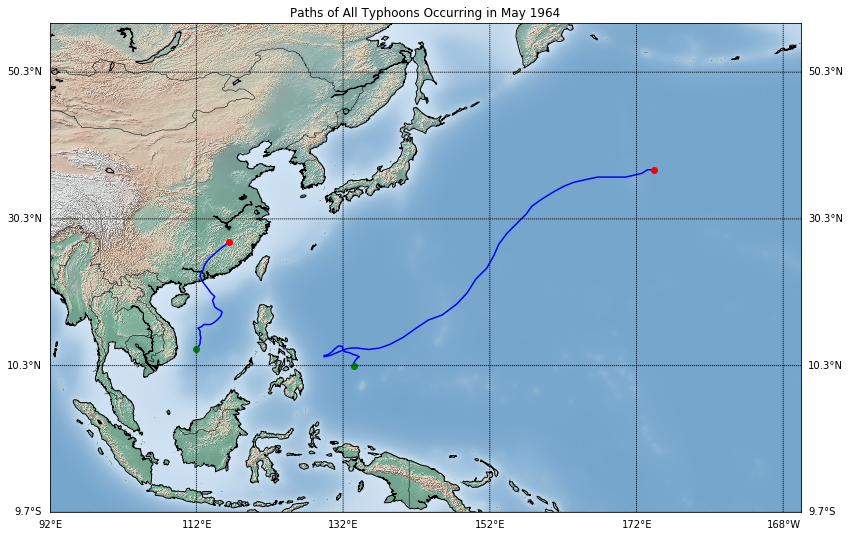 Paths of All Typhoons Occurring in May 1964
50.3°N 50.3°N
30.3°N 30.3°N
10.3°N 10.3°N
9.7°S 9.7°S
92°E 112°E 132°E 152°E 172°E 168°W